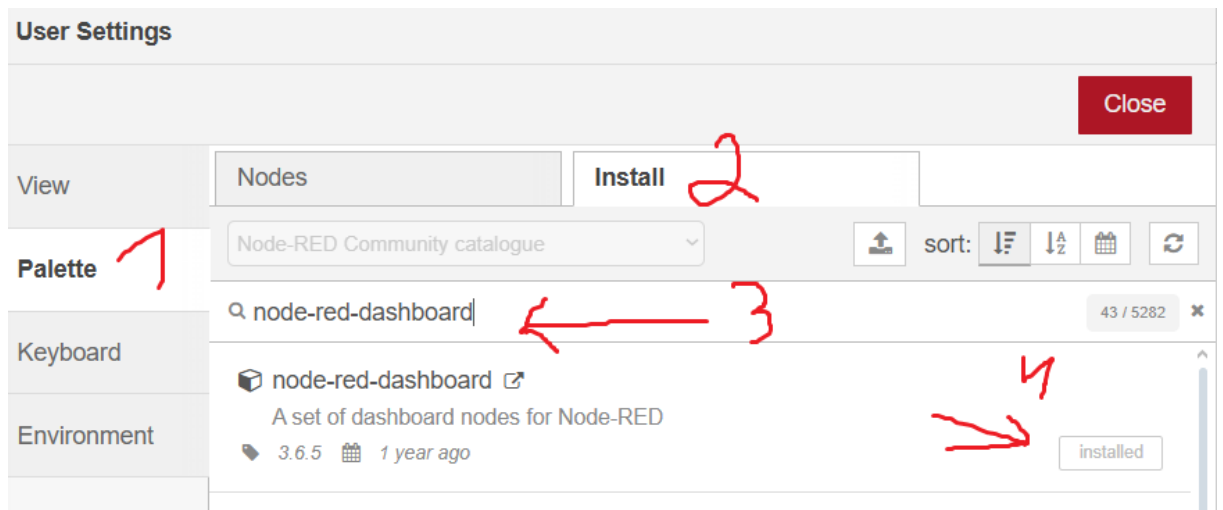 User Settings
Close
View
Nodes
Install
2
Node-RED Community catalogue
sort:
Palette
1
node-red-dashboard
3
43 / 5282
Keyboard
node-red-dashboard
4
A set of dashboard nodes for Node-RED
Environment
3.6.5
1 year ago
installed